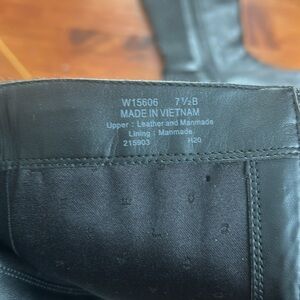 W15606 7½B
MADE IN VIETNAM
Upper : Leather and Manmade
Lining : Manmade
215903 H20